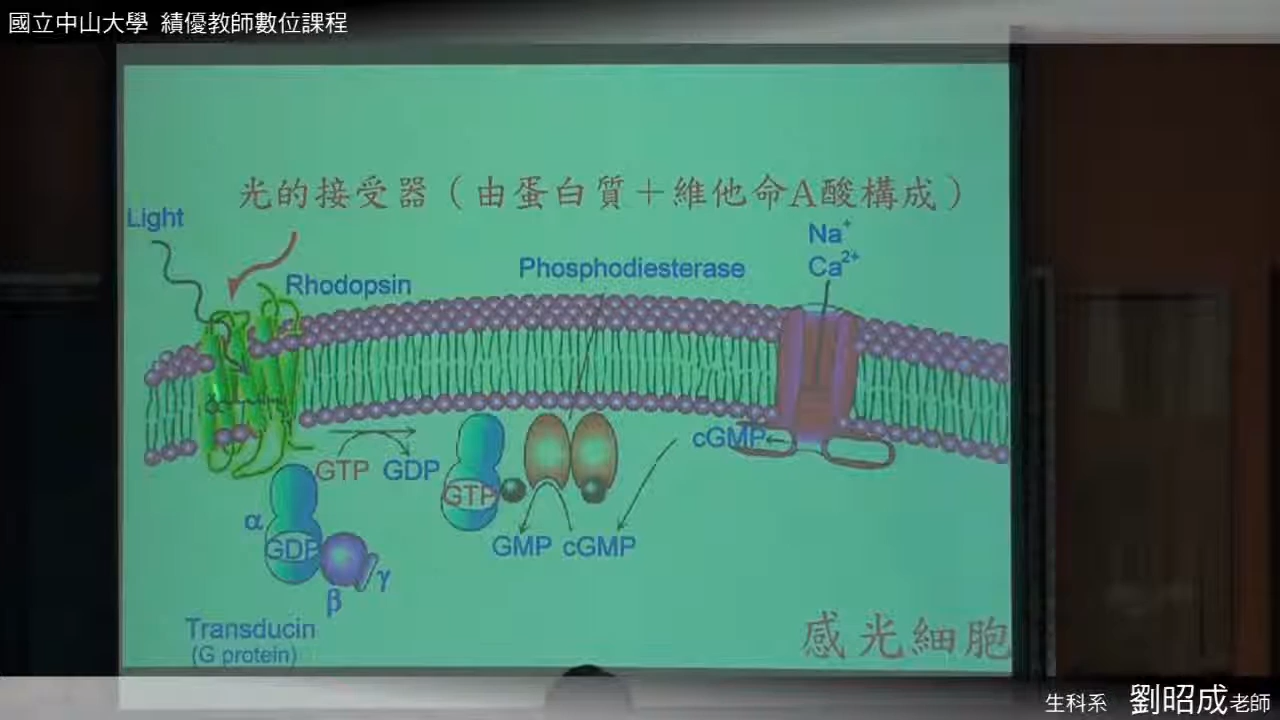 國立中山大學 績優教師數位課程
光的接受器（由蛋白質＋維他命A酸構成）
Light
Na+
Ca2+
Rhodopsin
Phosphodiesterase
GTP GDP
cGMP
GTP
α
GDP
GMP cGMP
β
γ
Transducin
(G protein)
感光細胞
生科系 劉昭成老師